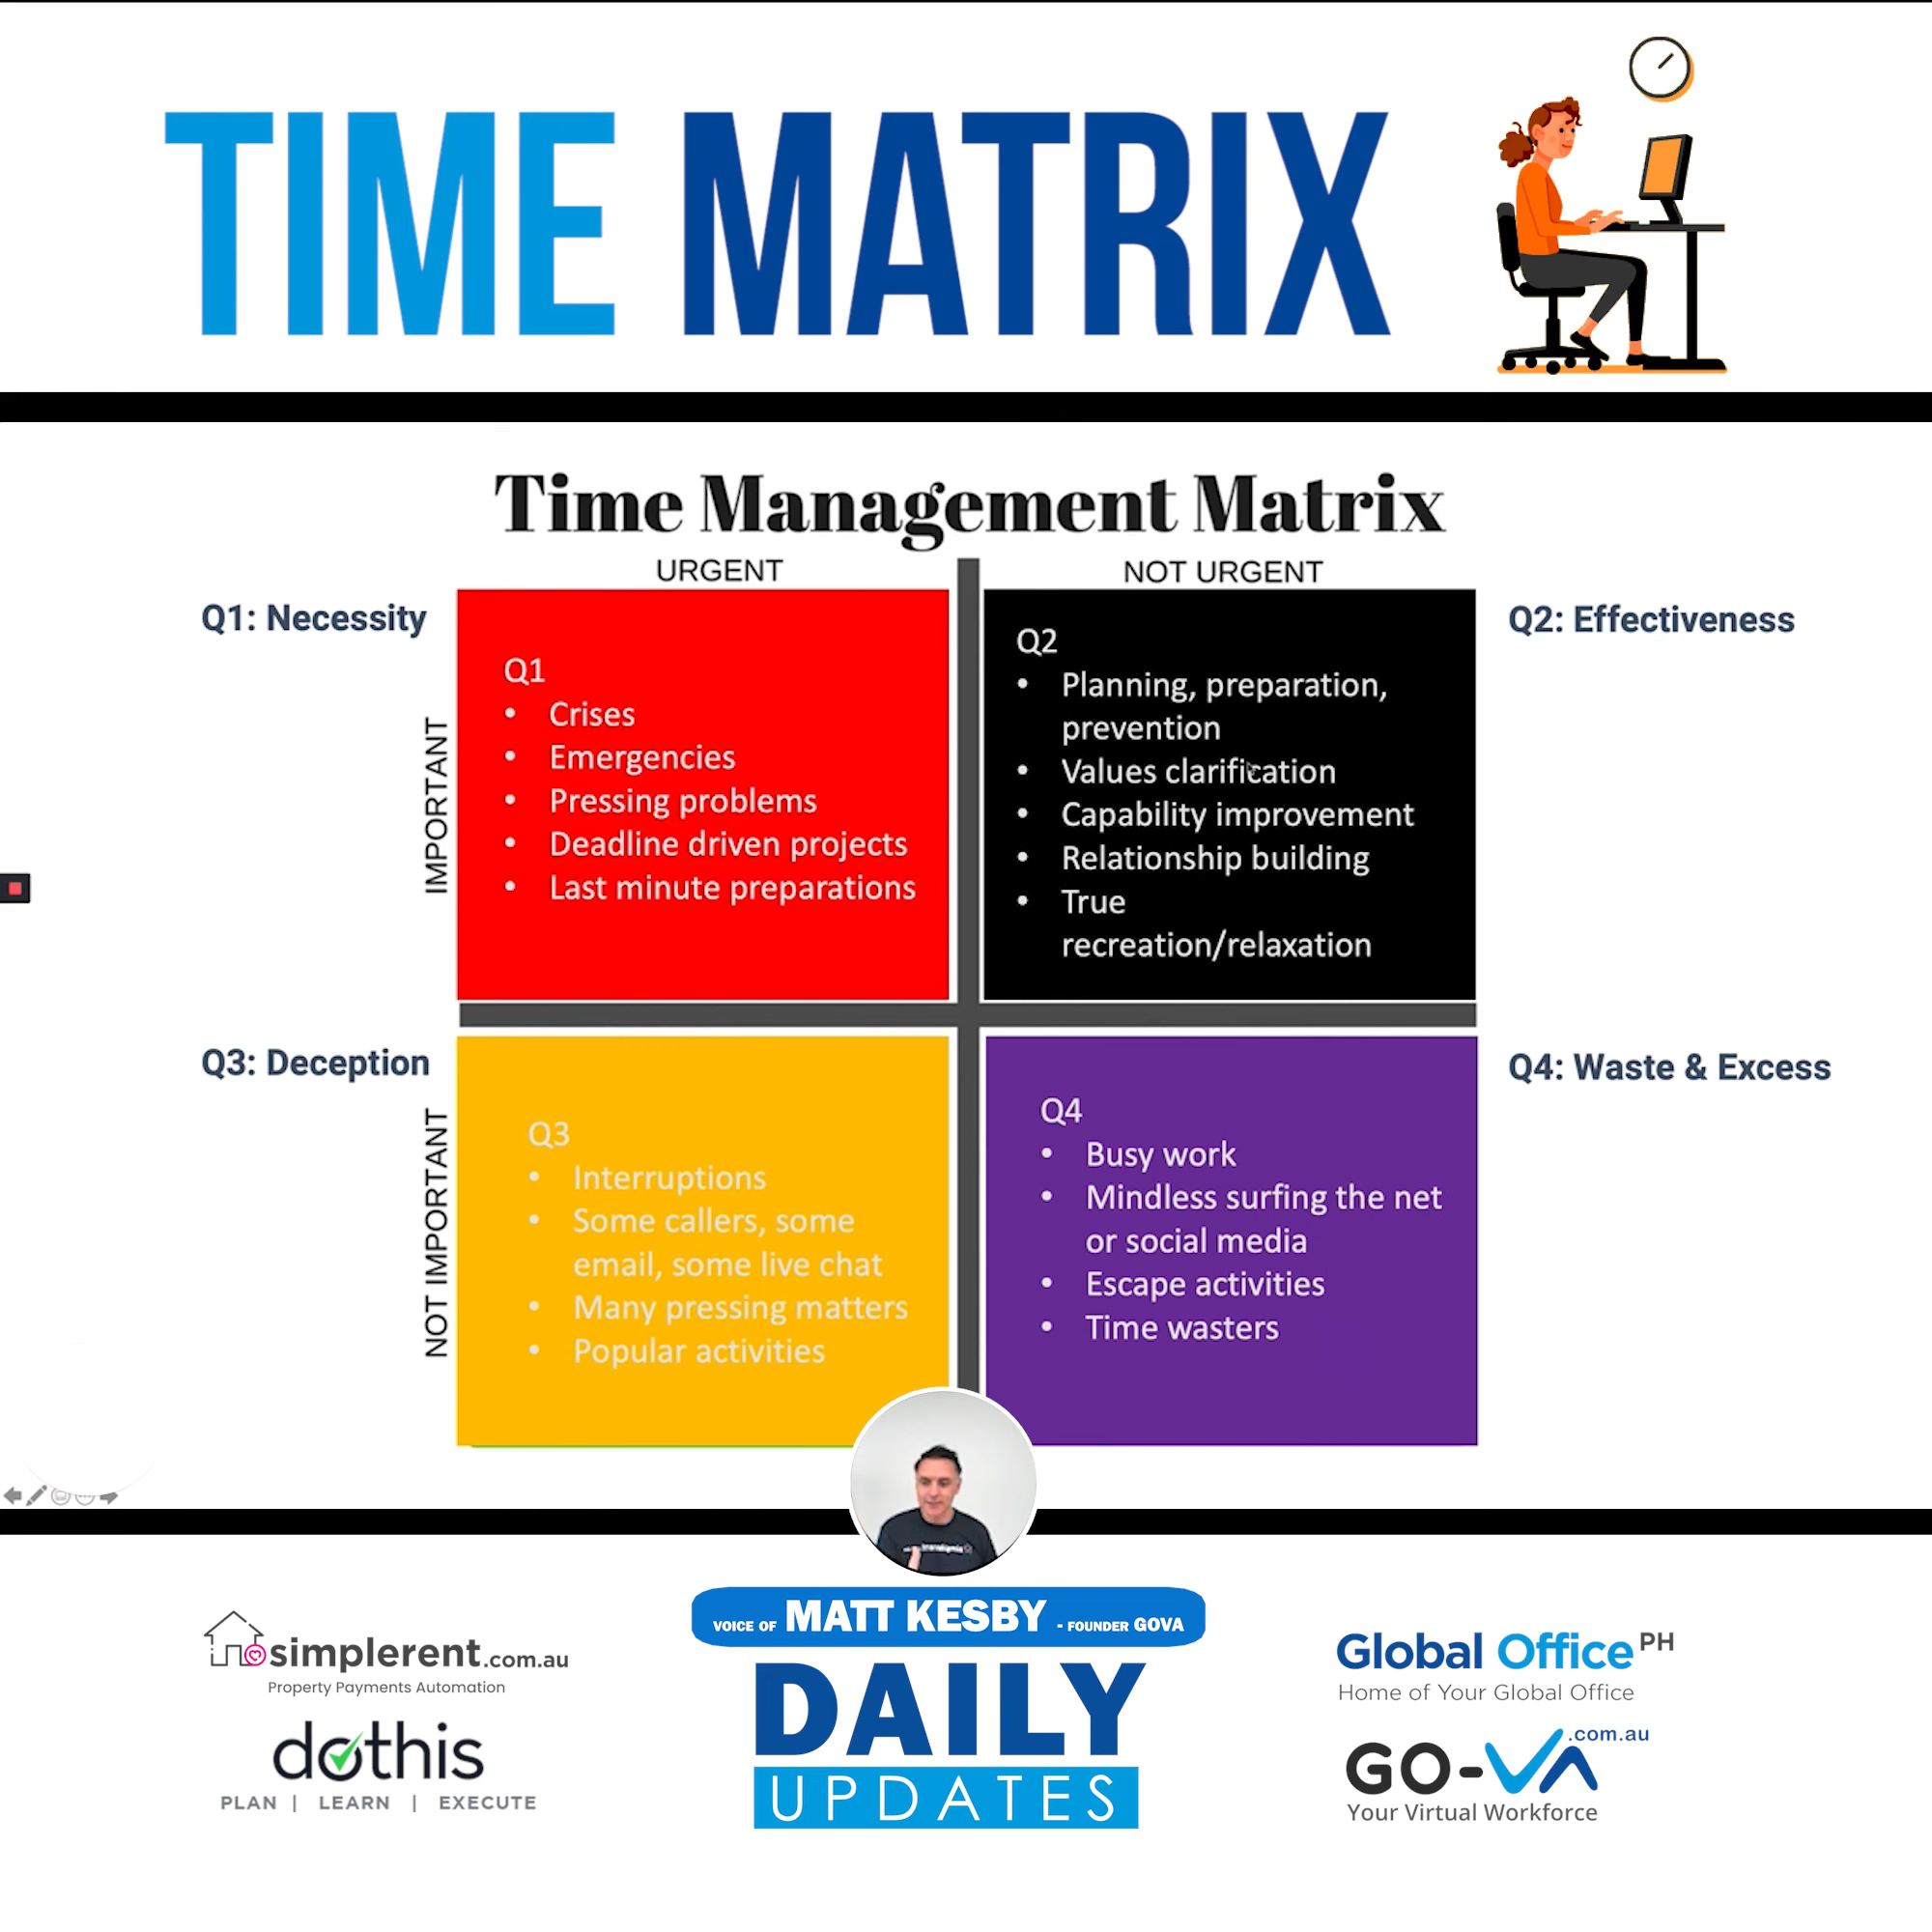 TIME MATRIX
Time Management Matrix
URGENT
NOT URGENT
Q1: Necessity
Q2: Effectiveness
IMPORTANT
Q1
• Crises
• Emergencies
• Pressing problems
• Deadline driven projects
• Last minute preparations
Q2
• Planning, preparation,
prevention
• Values clarification
• Capability improvement
• Relationship building
• True
recreation/relaxation
Q3: Deception
Q4: Waste & Excess
NOT IMPORTANT
Q3
• Interruptions
• Some callers, some
email, some live chat
• Many pressing matters
• Popular activities
Q4
• Busy work
• Mindless surfing the net
or social media
• Escape activities
• Time wasters
VOICE OF MATT KESBY - FOUNDER GOVA
DAILY
UPDATES
simplerent.com.au
Property Payments Automation
dothis
PLAN | LEARN | EXECUTE
Global Office PH
Home of Your Global Office
GO-VA.com.au
Your Virtual Workforce